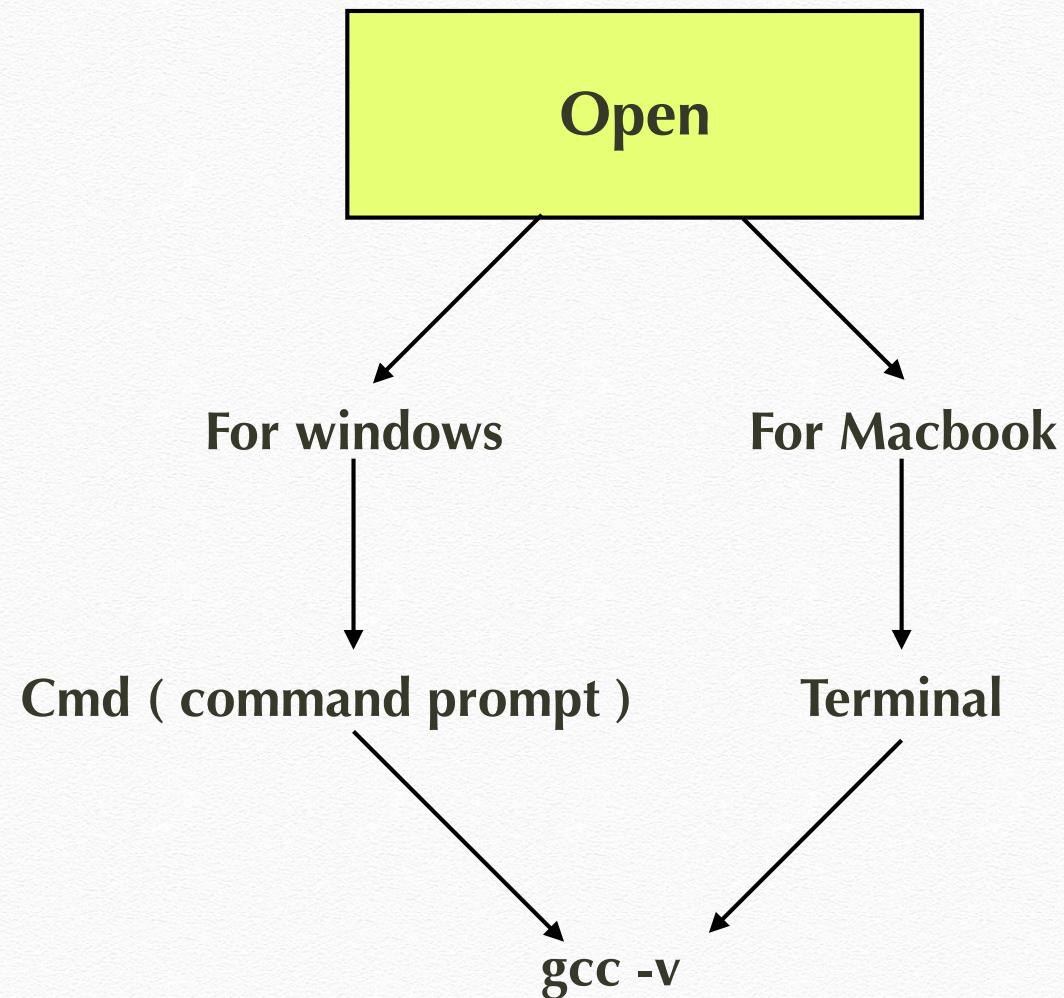 Open
For windows
For Macbook
Cmd ( command prompt )
Terminal
gcc -v